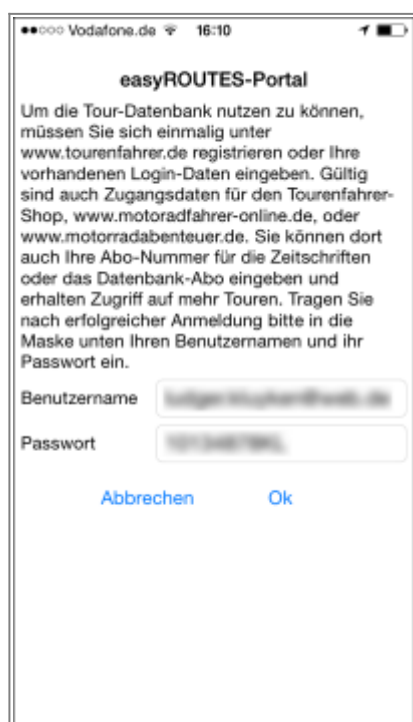 Vodafone.de 16:10
easyROUTES-Portal
Um die Tour-Datenbank nutzen zu können,
müssen Sie sich einmalig unter
www.tourenfahrer.de registrieren oder Ihre
vorhandenen Login-Daten eingeben. Gültig
sind auch Zugangsdaten für den Tourenfahrer-
Shop, www.motoradfahrer-online.de, oder
www.motorradabenteuer.de. Sie können dort
auch Ihre Abo-Nummer für die Zeitschriften
oder das Datenbank-Abo eingeben und
erhalten Zugriff auf mehr Touren. Tragen Sie
nach erfolgreicher Anmeldung bitte in die
Maske unten Ihren Benutzernamen und ihr
Passwort ein.
Benutzername
Passwort
Abbrechen Ok